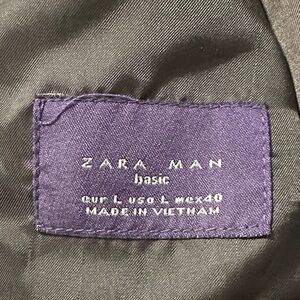 ZARA MAN
basic
eur L usa L mex40
MADE IN VIETNAM